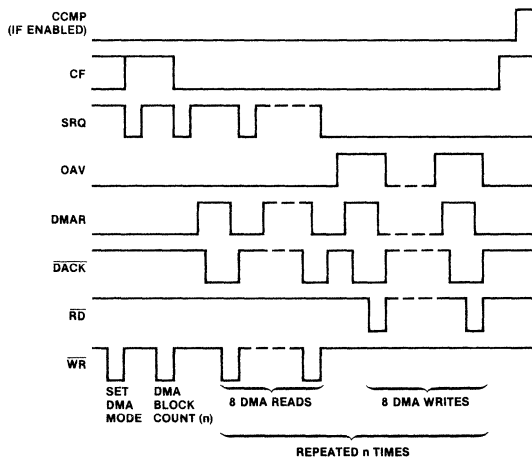 CCMP
(IF ENABLED)
CF
SRQ
OAV
DMAR
DACK
RD
WR
SET
DMA
MODE
DMA
BLOCK
COUNT (n)
8 DMA READS
8 DMA WRITES
REPEATED n TIMES